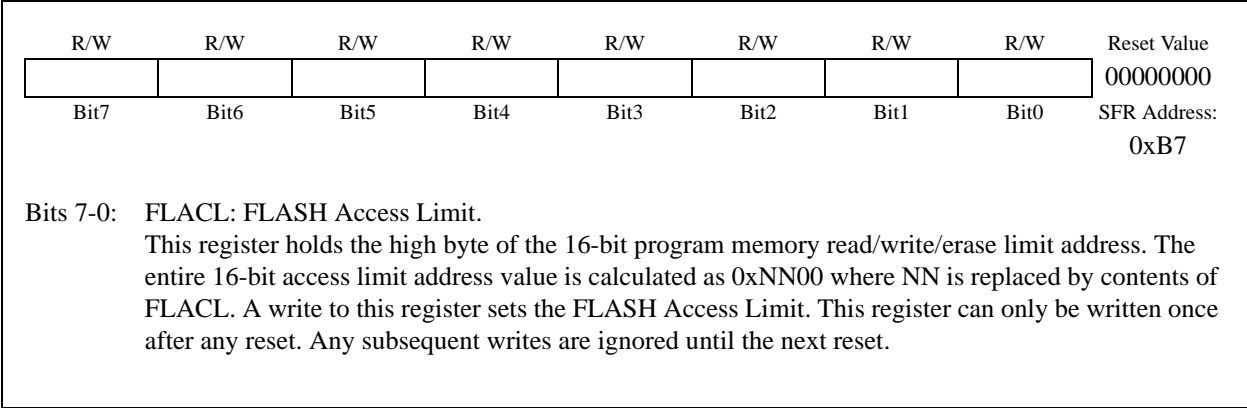 R/W R/W R/W R/W R/W R/W R/W R/W Reset Value
00000000
Bit7 Bit6 Bit5 Bit4 Bit3 Bit2 Bit1 Bit0 SFR Address:
0xB7
Bits 7-0: FLACL: FLASH Access Limit.
This register holds the high byte of the 16-bit program memory read/write/erase limit address. The
entire 16-bit access limit address value is calculated as 0xNN00 where NN is replaced by contents of
FLACL. A write to this register sets the FLASH Access Limit. This register can only be written once
after any reset. Any subsequent writes are ignored until the next reset.